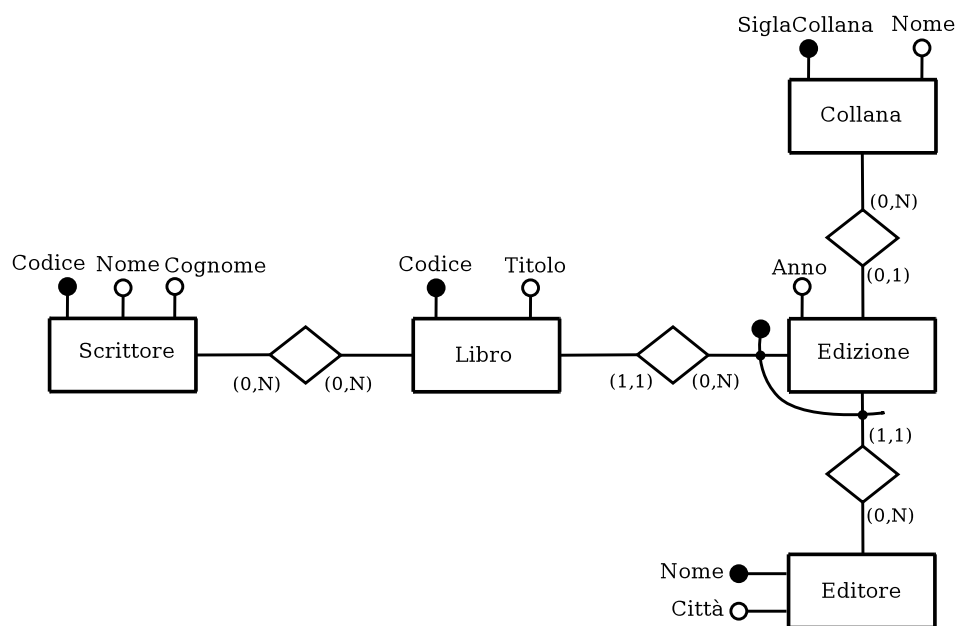 SiglaCollana Nome
Collana
(0,N)
(0,1)
Codice Nome Cognome
Codice Titolo
Anno
Scrittore
Libro
Edizione
(0,N) (0,N)
(1,1) (0,N)
(1,1)
(0,N)
Nome
Città
Editore